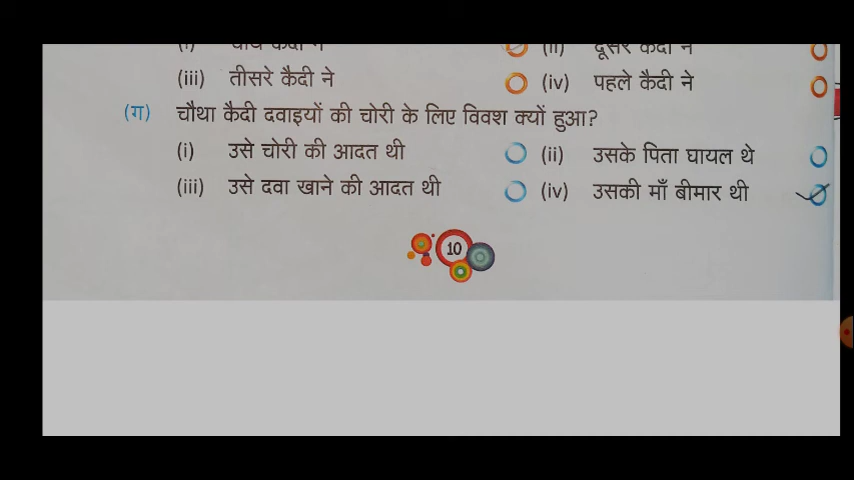 (iii) तीसरे कैदी ने (iv) पहले कैदी ने
(ग) चौथा कैदी दवाइयों की चोरी के लिए विवश क्यों हुआ?
(i) उसे चोरी की आदत थी (ii) उसके पिता घायल थे
(iii) उसे दवा खाने की आदत थी (iv) उसकी माँ बीमार थी
10